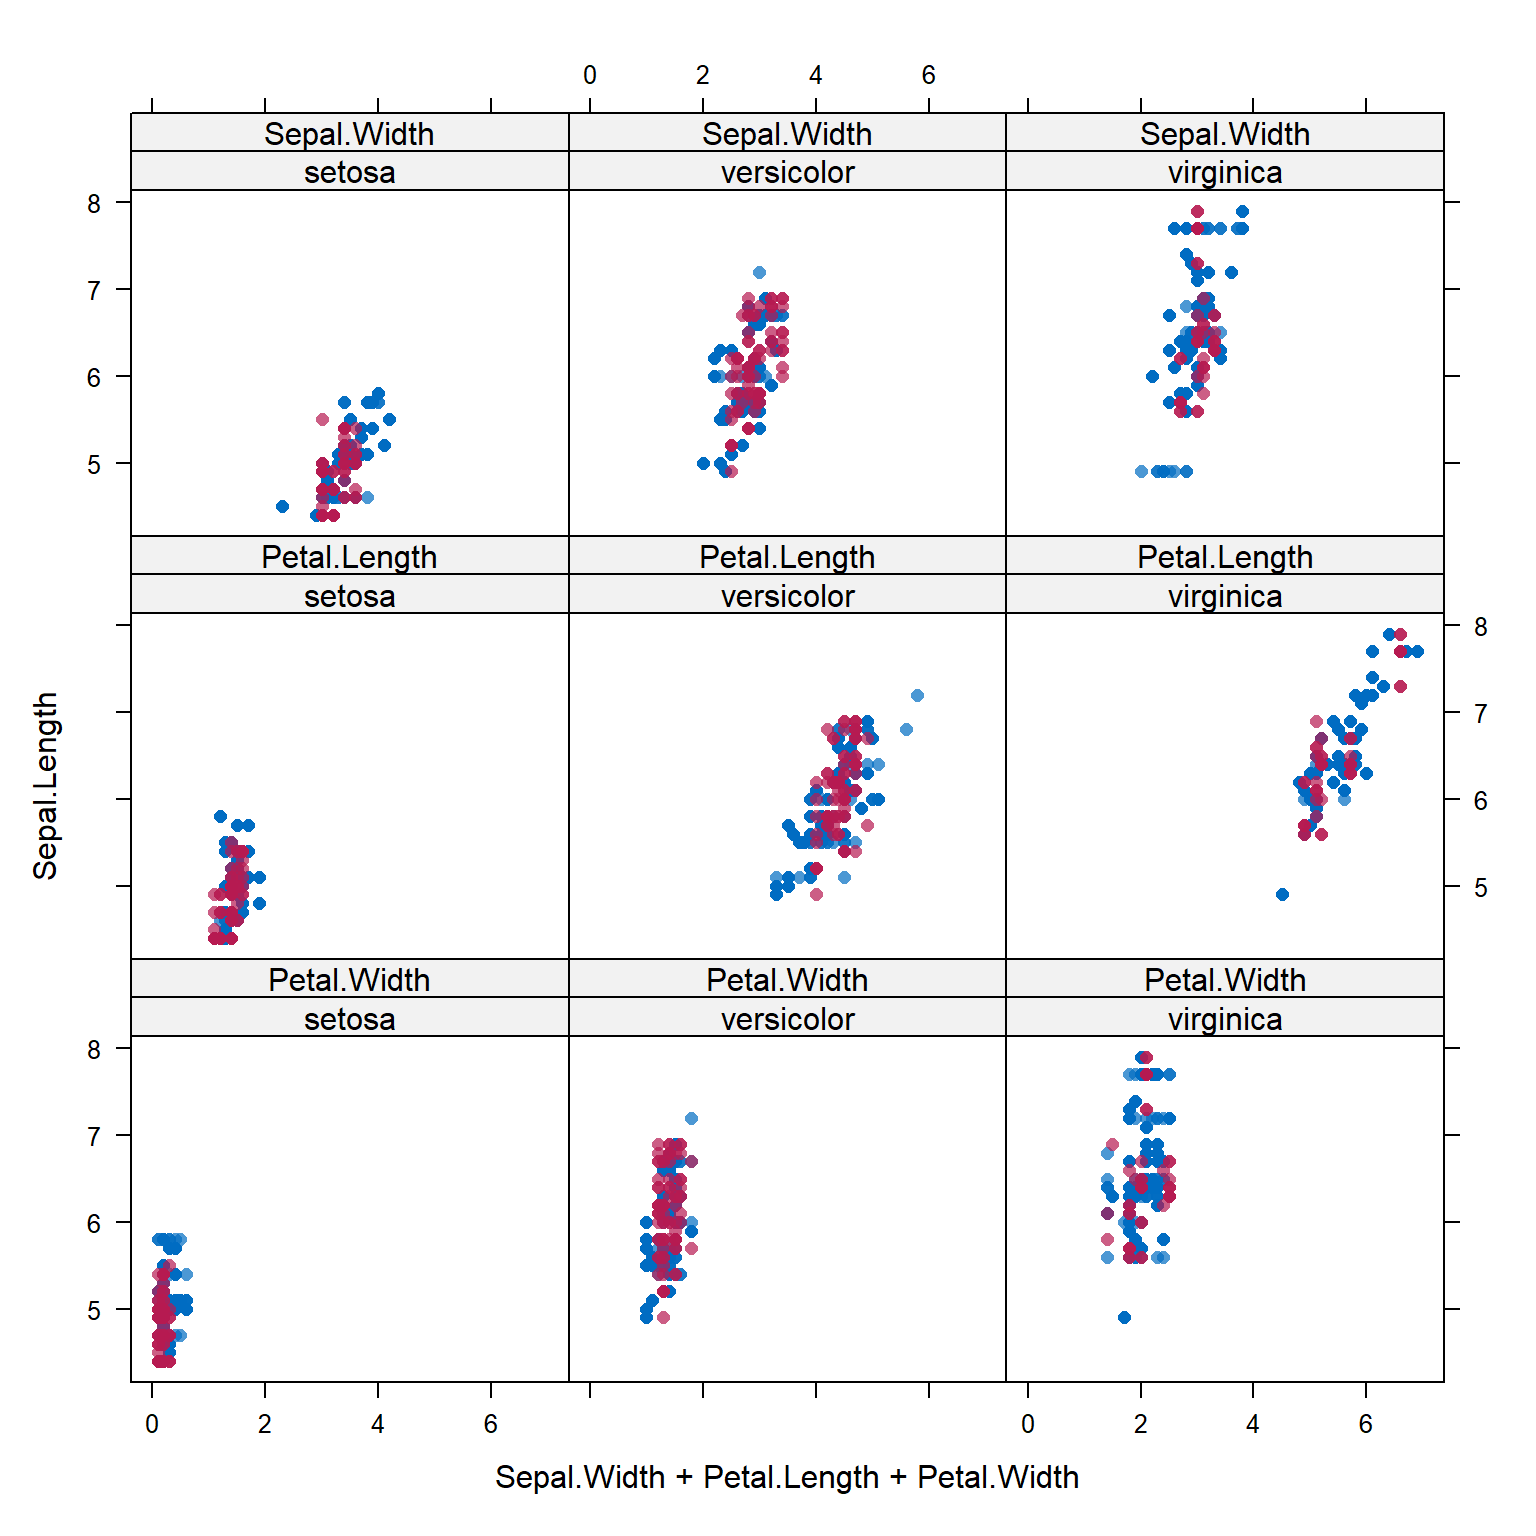 0 2 4 6
Sepal.Width Sepal.Width Sepal.Width
setosa versicolor virginica
8
7
6
5
Petal.Length Petal.Length Petal.Length
setosa versicolor virginica
8
7
6
5
Sepal.Length
Petal.Width Petal.Width Petal.Width
setosa versicolor virginica
8
7
6
5
0 2 4 6 0 2 4 6
Sepal.Width + Petal.Length + Petal.Width